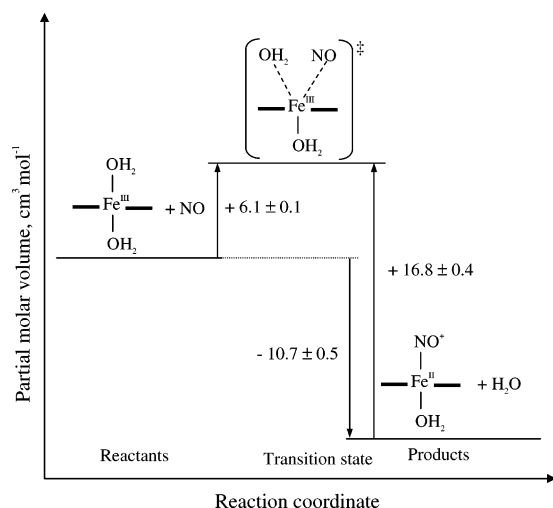 Partial molar volume, cm³ mol⁻¹
OH₂
Feᴵᴵᴵ
OH₂
+ NO
OH₂ NO ‡
Feᴵᴵᴵ
OH₂
+ 6.1 ± 0.1
+ 16.8 ± 0.4
- 10.7 ± 0.5
NO⁺
Feᴵᴵ
OH₂
+ H₂O
Reactants
Transition state
Products
Reaction coordinate